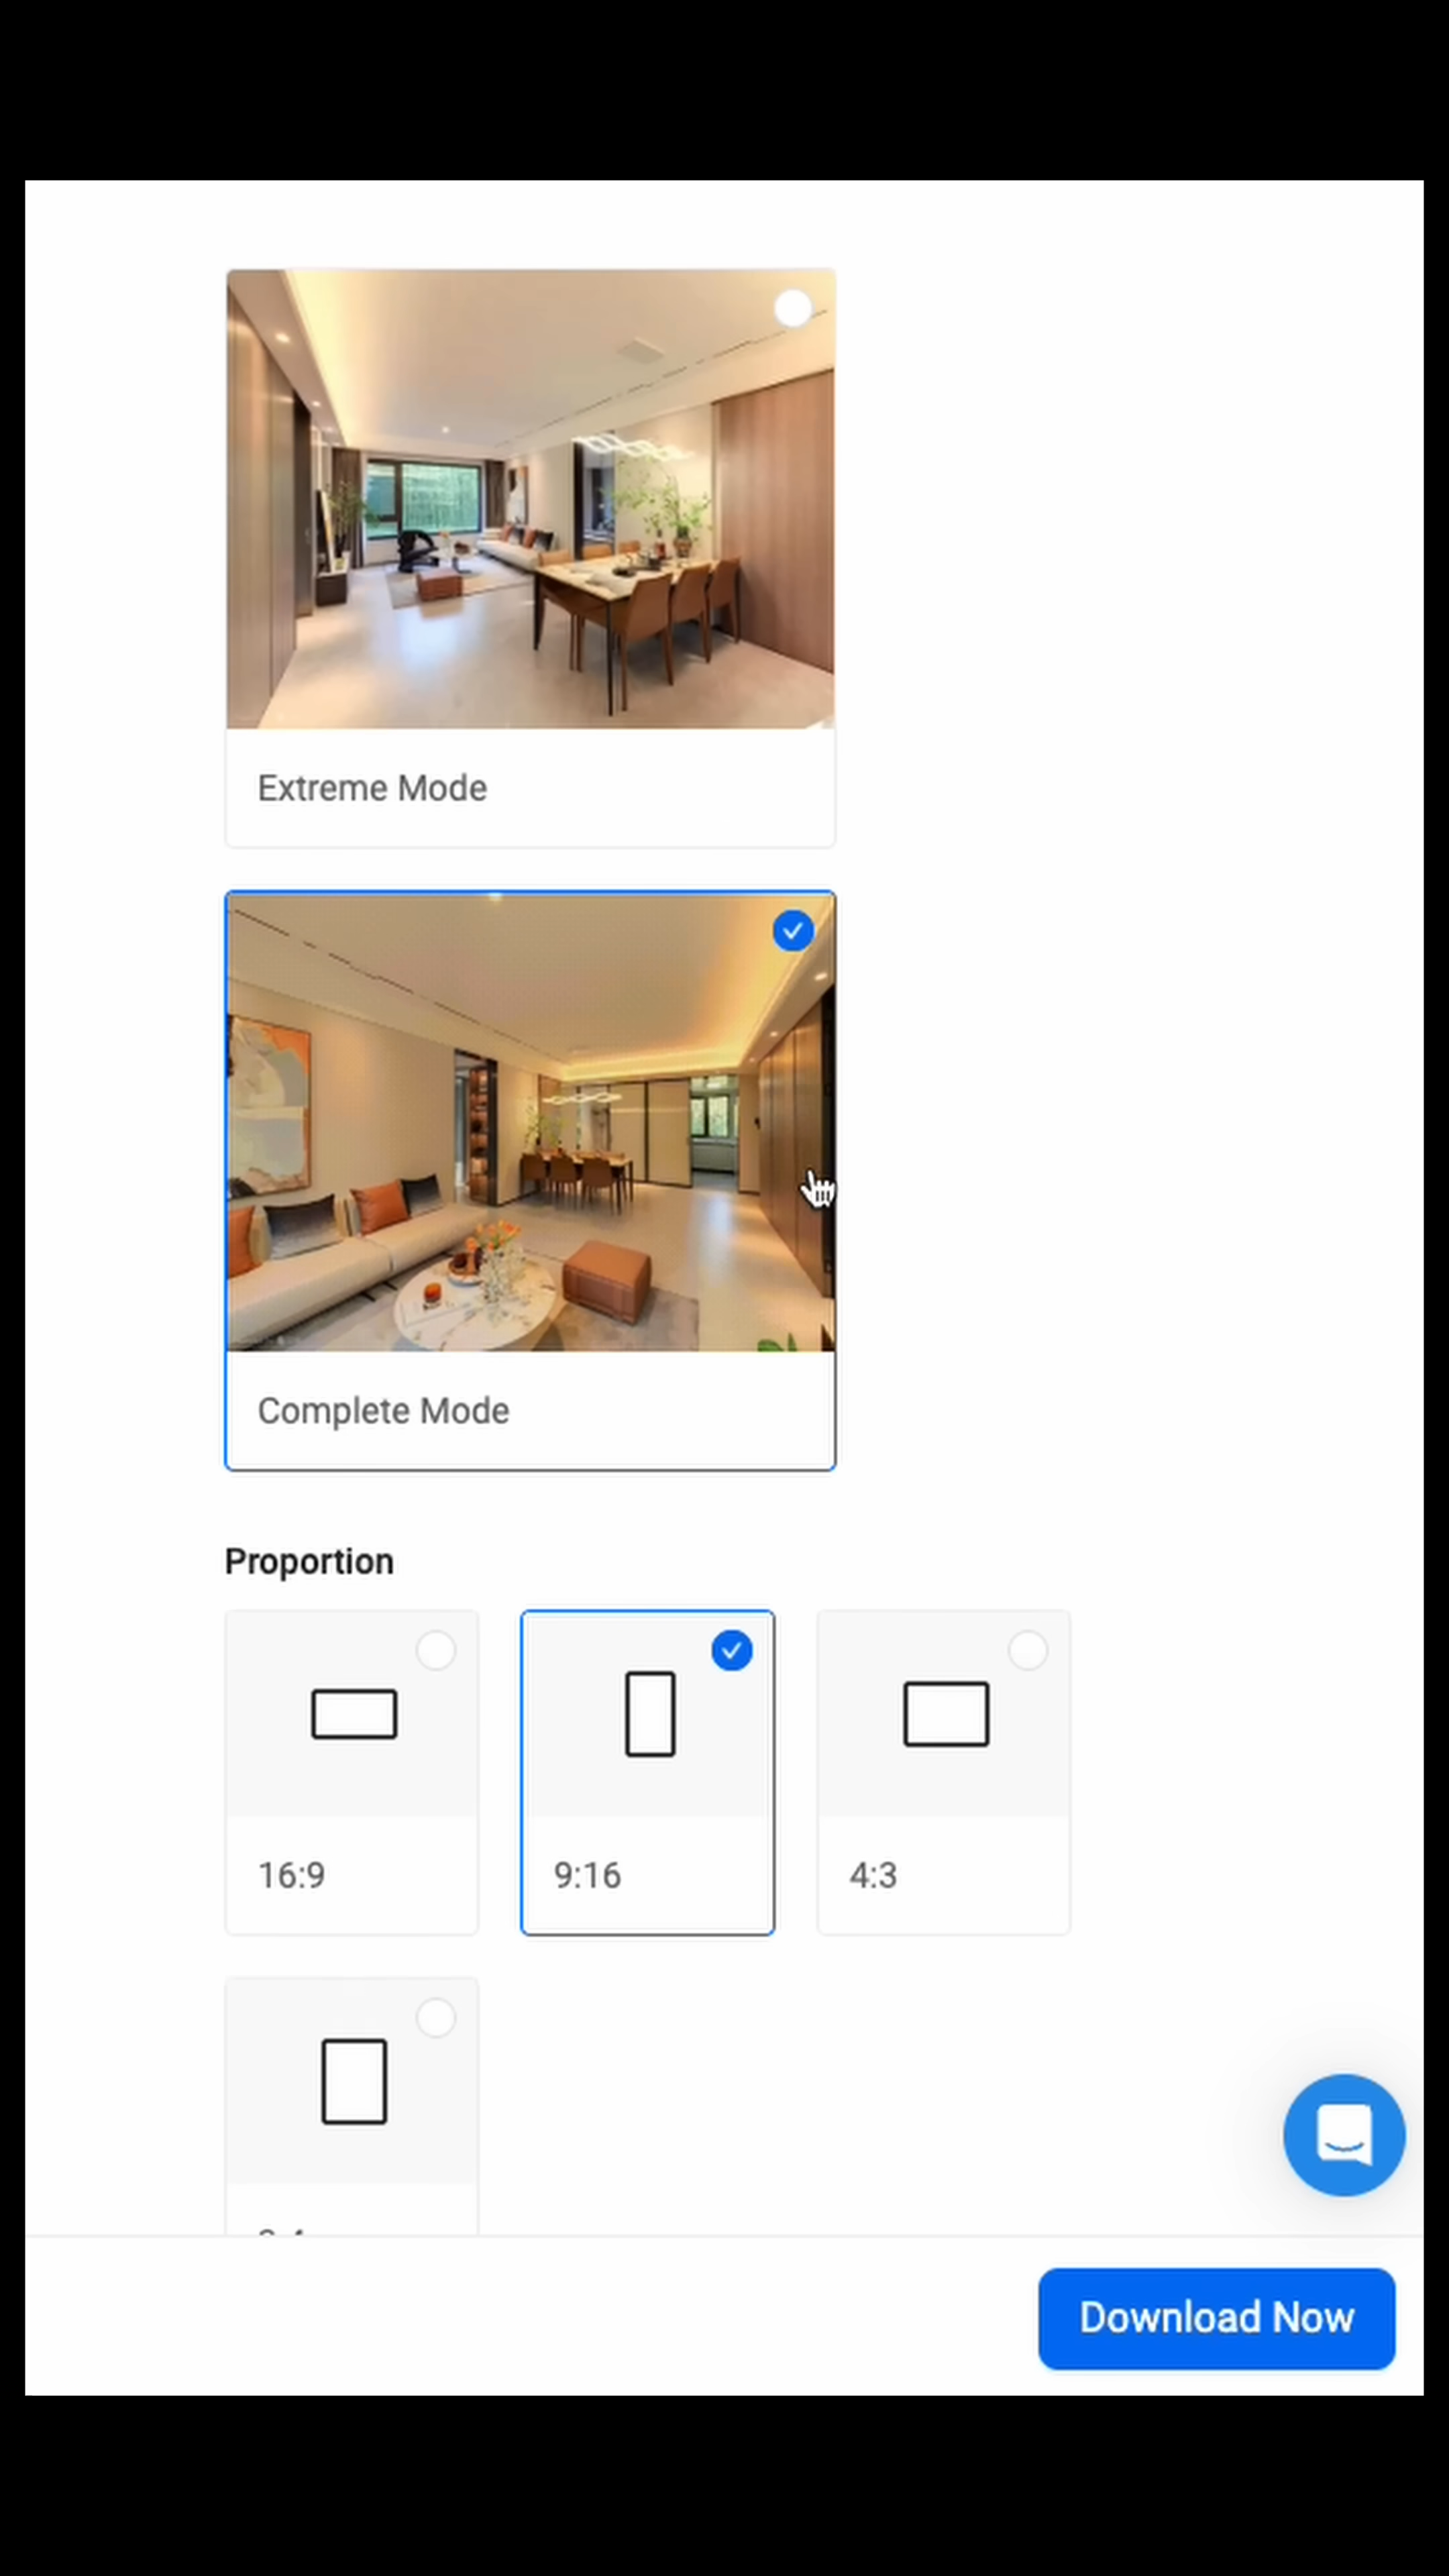 Extreme Mode
Complete Mode
Proportion
16:9
9:16
4:3
Download Now